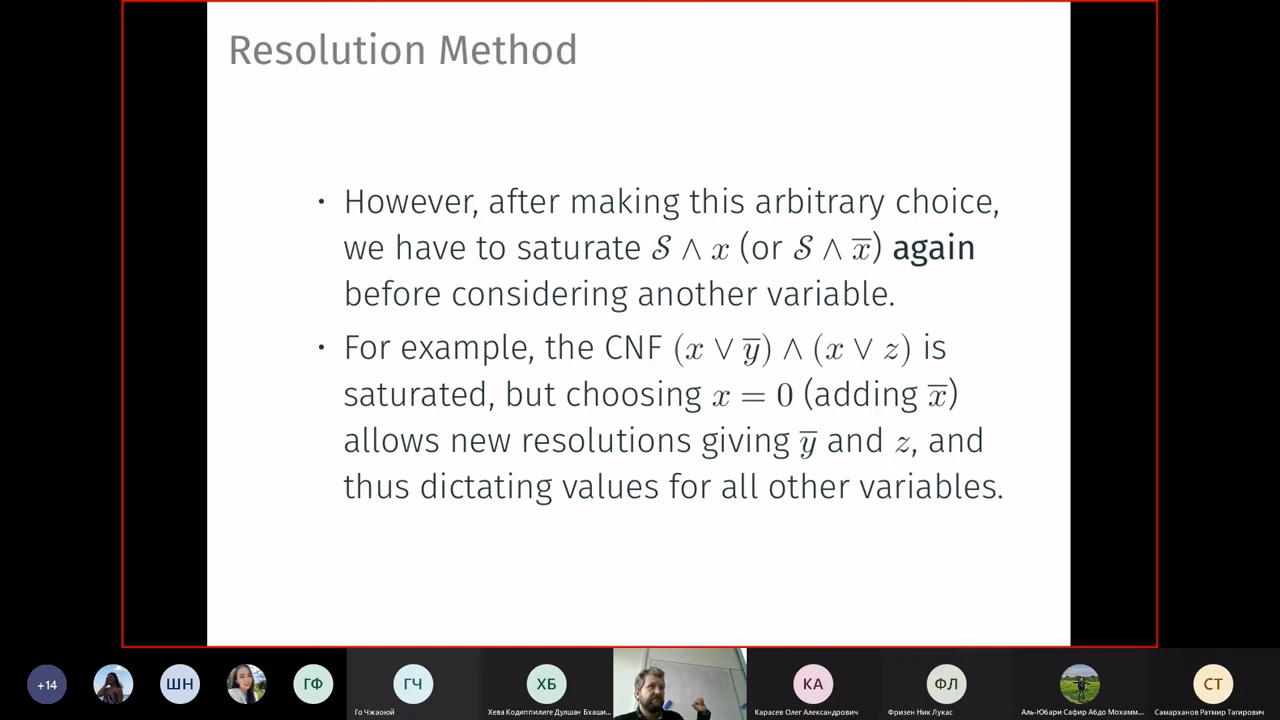 Resolution Method
• However, after making this arbitrary choice,
we have to saturate 𝒮 ∧ x (or 𝒮 ∧ x̅) again
before considering another variable.
• For example, the CNF (x ∨ y̅) ∧ (x ∨ z) is
saturated, but choosing x = 0 (adding x̅)
allows new resolutions giving y̅ and z, and
thus dictating values for all other variables.
+14 ШН ГФ ГЧ ХБ КА ФЛ СТ
Го Чжаоюй Хева Кодиппилиге Дулшан Бхаши... Карасев Олег Александрович Фризен Ник Лукас Аль-Юбари Сафир Абдо Мохамм... Самарханов Ратмир Тагирович